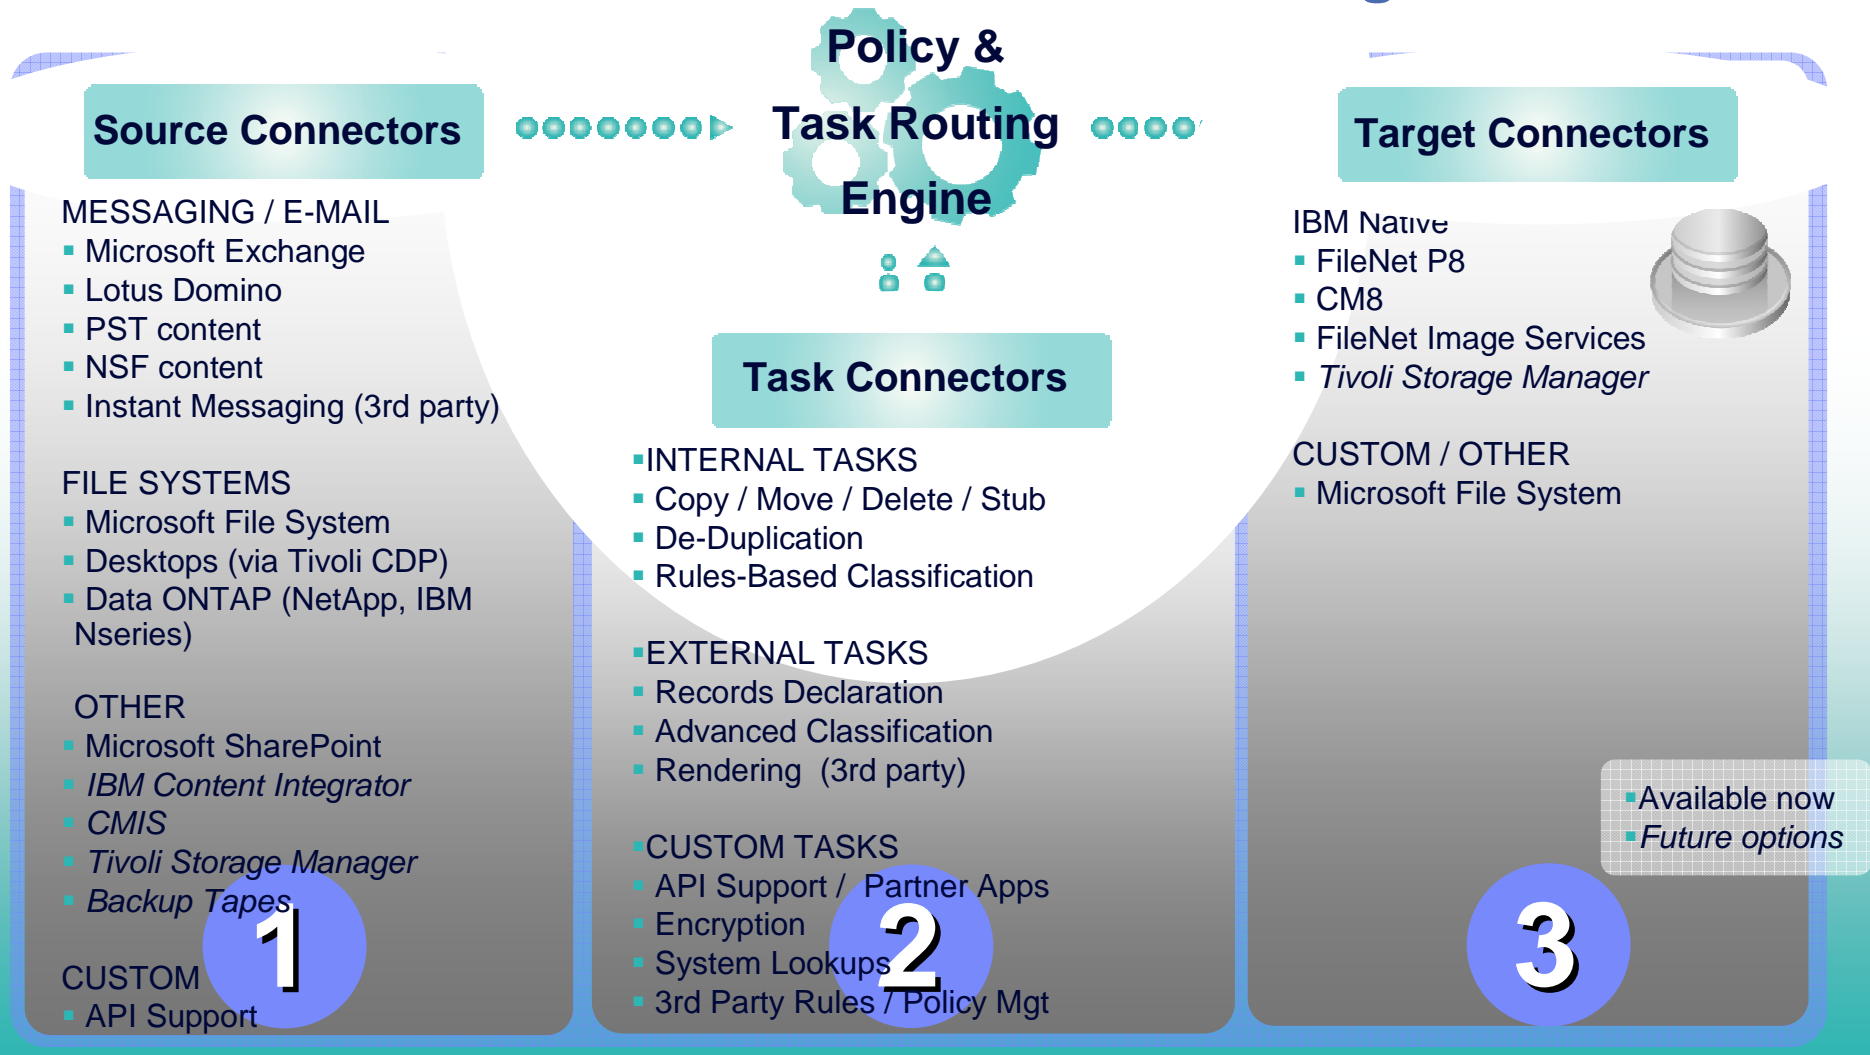 Policy &
Task Routing
Engine
Source Connectors
MESSAGING / E-MAIL
Microsoft Exchange
Lotus Domino
PST content
NSF content
Instant Messaging (3rd party)
FILE SYSTEMS
Microsoft File System
Desktops (via Tivoli CDP)
Data ONTAP (NetApp, IBM
Nseries)
OTHER
Microsoft SharePoint
IBM Content Integrator
CMIS
Tivoli Storage Manager
Backup Tapes
CUSTOM
API Support
1
Task Connectors
INTERNAL TASKS
Copy / Move / Delete / Stub
De-Duplication
Rules-Based Classification
EXTERNAL TASKS
Records Declaration
Advanced Classification
Rendering (3rd party)
CUSTOM TASKS
API Support / Partner Apps
Encryption
System Lookups
3rd Party Rules / Policy Mgt
2
Target Connectors
IBM Native
FileNet P8
CM8
FileNet Image Services
Tivoli Storage Manager
CUSTOM / OTHER
Microsoft File System
Available now
Future options
3